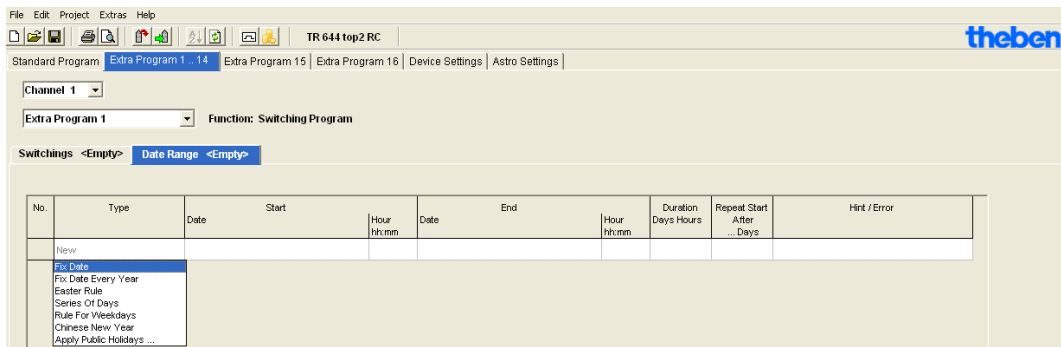 File Edit Project Extras Help
TR 644 top2 RC
theben
Standard Program Extra Program 1 .. 14 Extra Program 15 Extra Program 16 Device Settings Astro Settings
Channel 1
Extra Program 1 Function: Switching Program
Switchings <Empty> Date Range <Empty>
No. Type Start End Duration Repeat Start Hint / Error
Date Hour Date Hour Days Hours After
hh:mm hh:mm ... Days
New
Fix Date
Fix Date Every Year
Easter Rule
Series Of Days
Rule For Weekdays
Chinese New Year
Apply Public Holidays ...